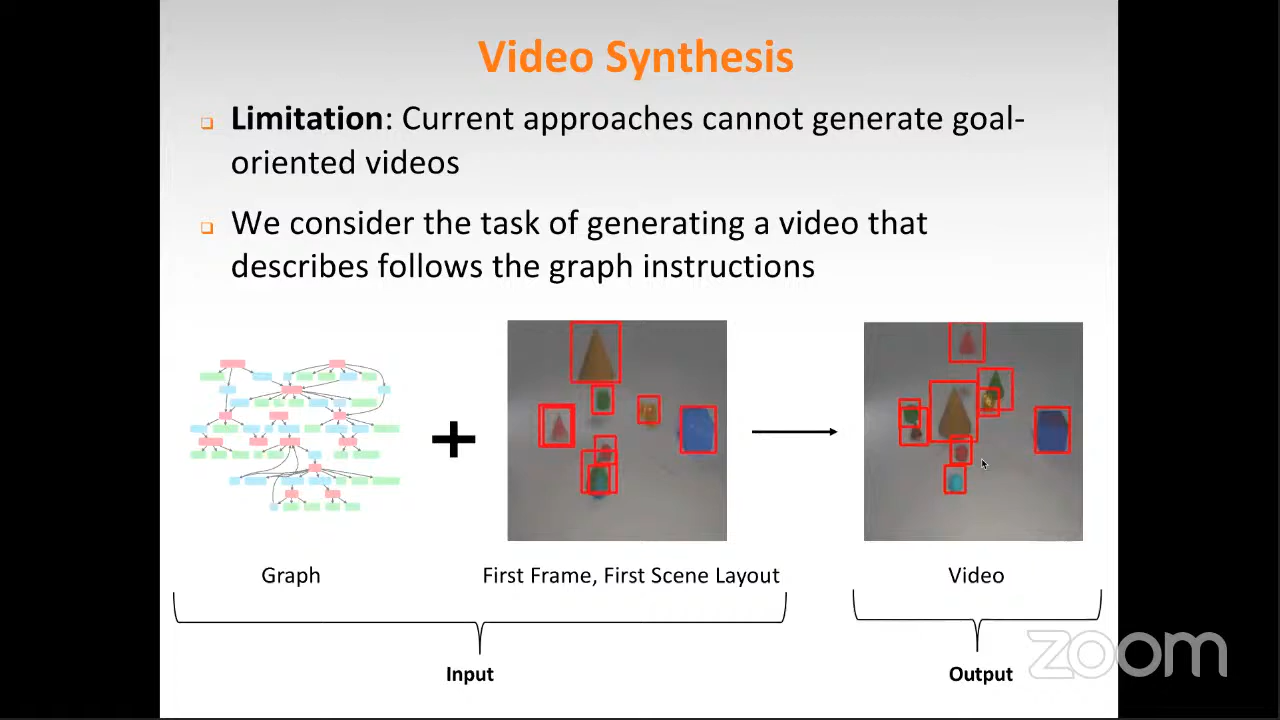 Video Synthesis
❑ Limitation: Current approaches cannot generate goal-
oriented videos
❑ We consider the task of generating a video that
describes follows the graph instructions
Graph
First Frame, First Scene Layout
Video
Input
Output
zoom